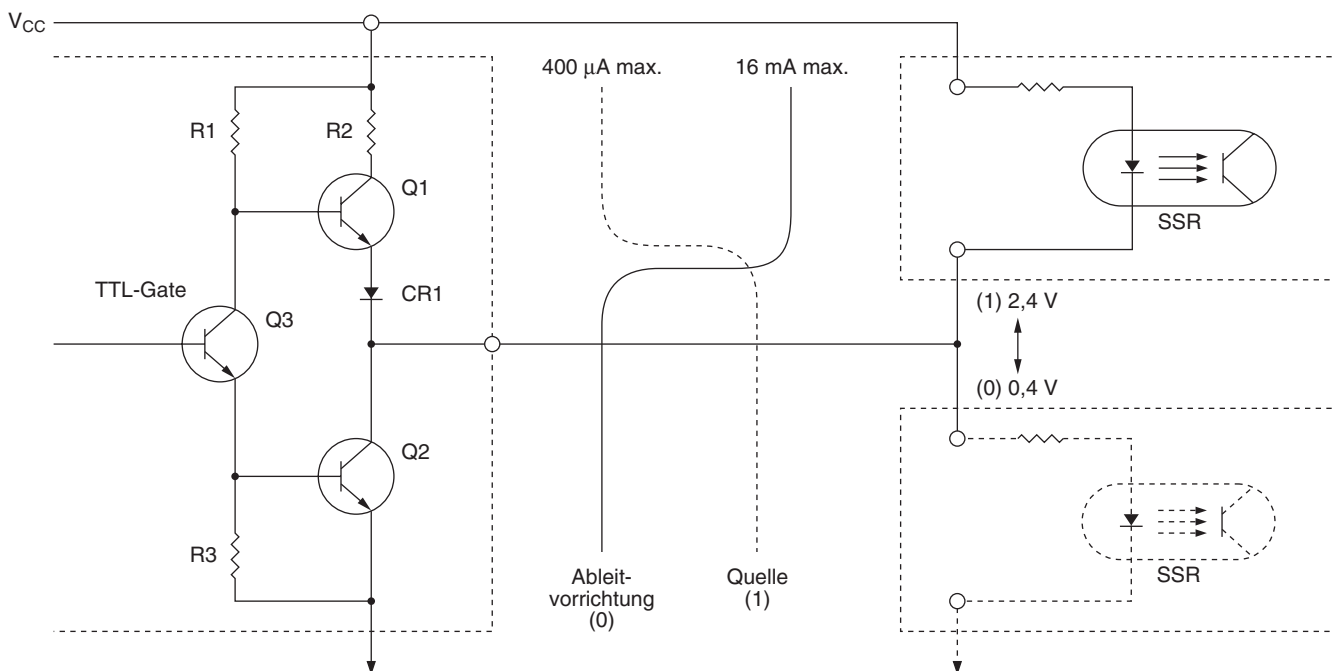 VCC
400 µA max.
16 mA max.
R1
R2
Q1
SSR
TTL-Gate
CR1
Q3
(1) 2,4 V
(0) 0,4 V
Q2
R3
SSR
Ableit-
vorrichtung
(0)
Quelle
(1)